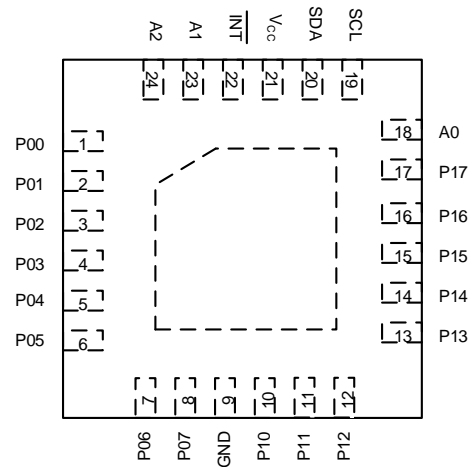 A2 A1 INT VCC SDA SCL
24 23 22 21 20 19
P00 1 18 A0
P01 2 17 P17
P02 3 16 P16
P03 4 15 P15
P04 5 14 P14
P05 6 13 P13
7 8 9 10 11 12
P06 P07 GND P10 P11 P12